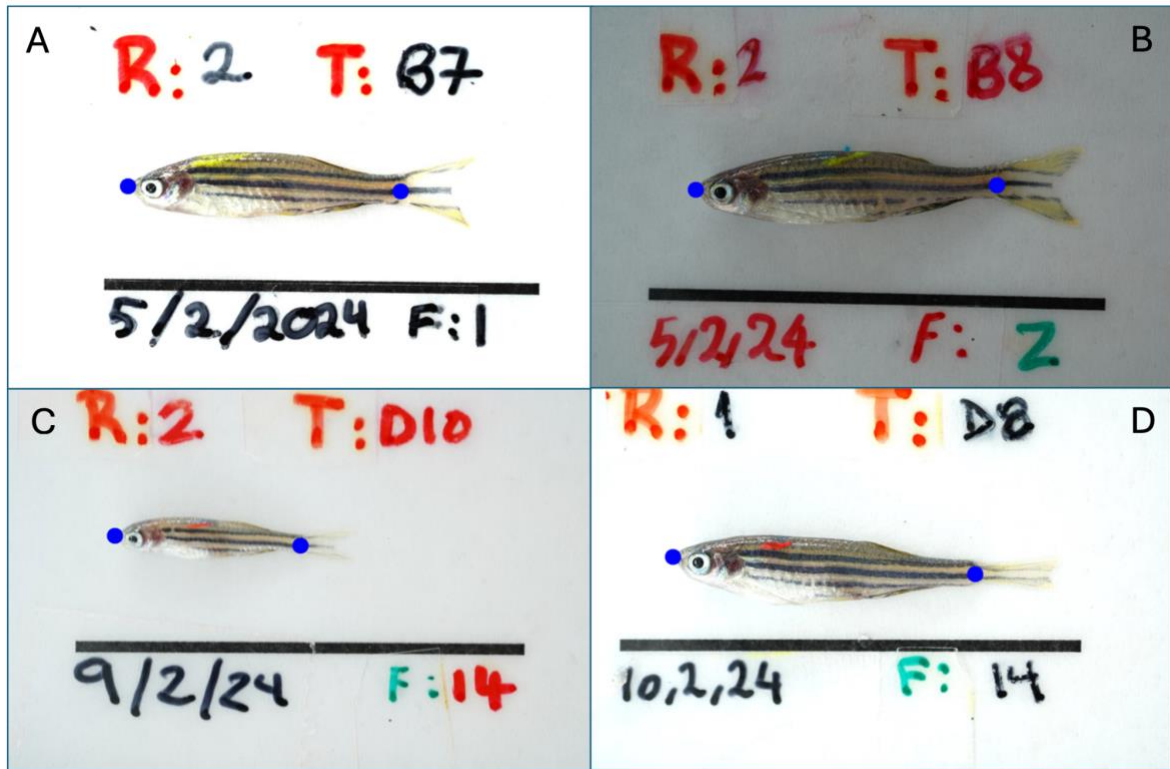 A
R: 2. T: B7
5/2/2024 F: 1
B
R: 2 T: B8
5,2,24 F: 2
C
R: 2 T: D10
9/2/24 F: 14
D
R: 1 T: D8
10,2,24 F: 14